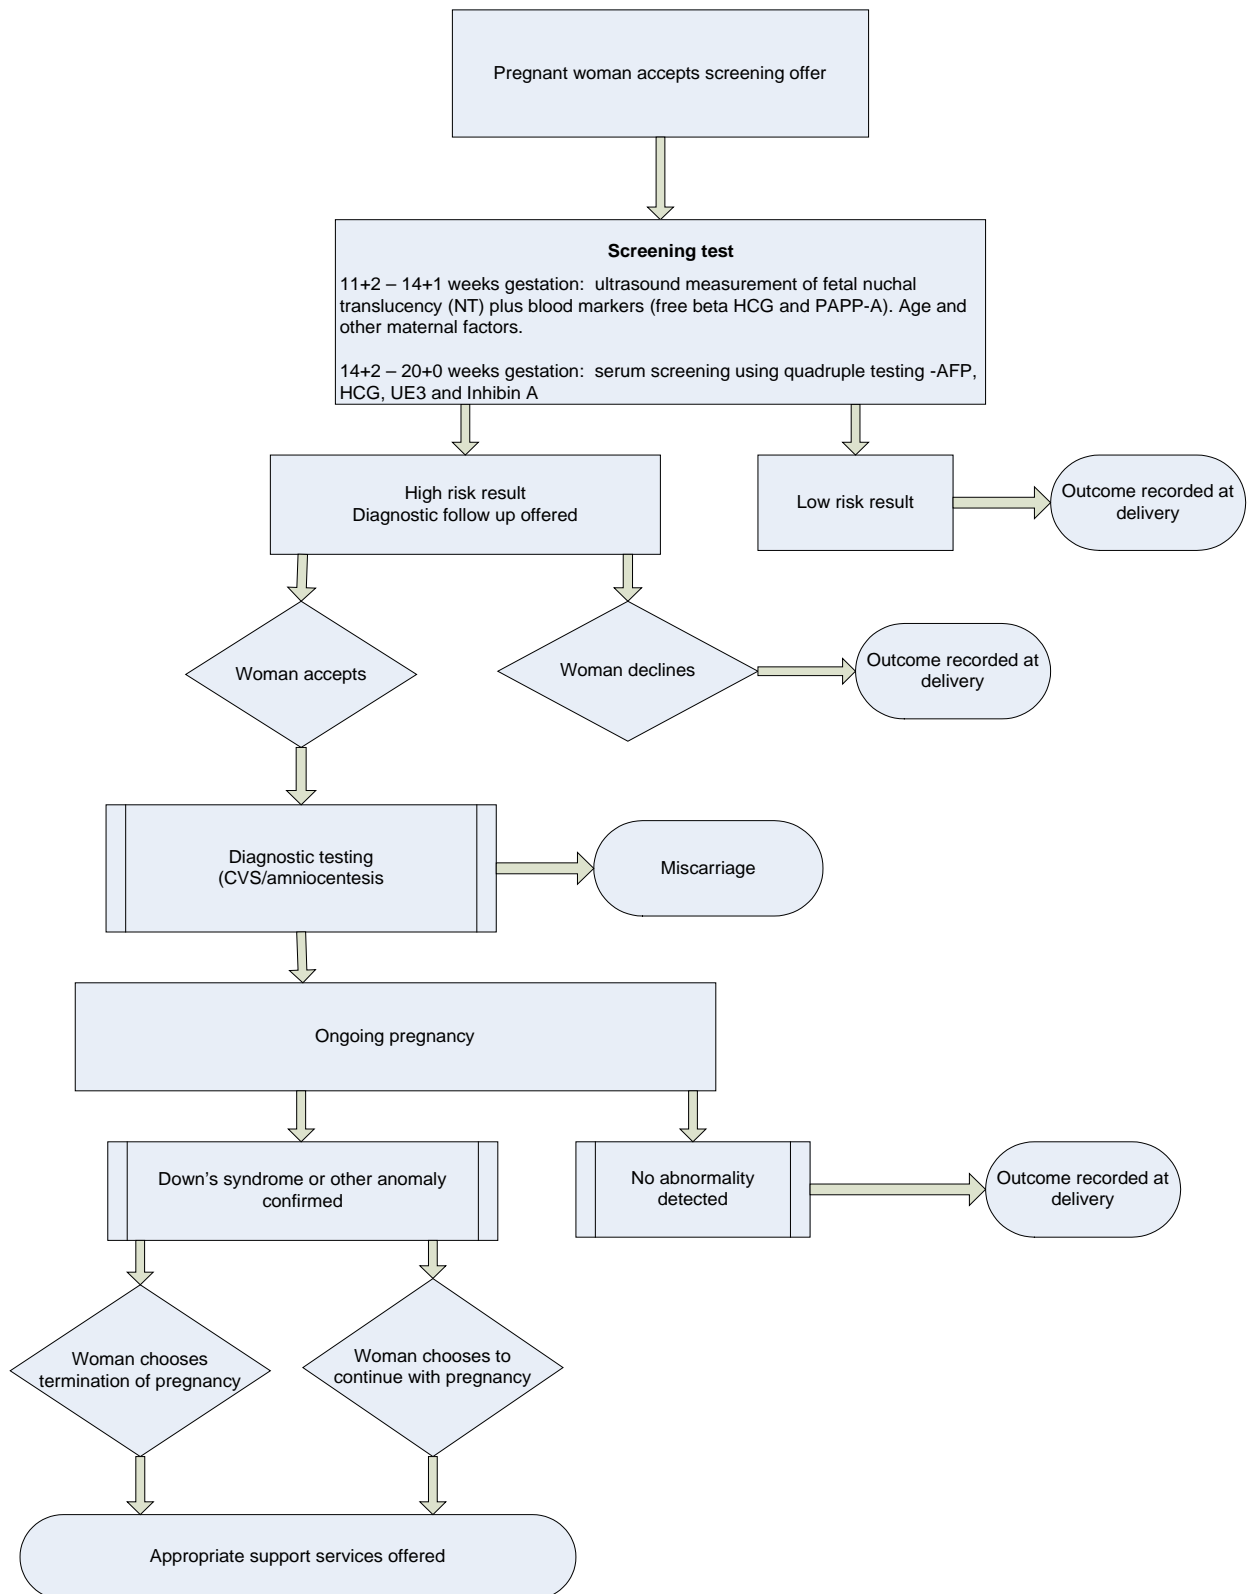 Pregnant woman accepts screening offer
Screening test
11+2 – 14+1 weeks gestation:  ultrasound measurement of fetal nuchal
translucency (NT) plus blood markers (free beta HCG and PAPP-A). Age and
other maternal factors.
14+2 – 20+0 weeks gestation:  serum screening using quadruple testing -AFP,
HCG, UE3 and Inhibin A
High risk result
Diagnostic follow up offered
Low risk result
Outcome recorded at
delivery
Woman accepts
Woman declines
Outcome recorded at
delivery
Diagnostic testing
(CVS/amniocentesis
Miscarriage
Ongoing pregnancy
Down's syndrome or other anomaly
confirmed
No abnormality
detected
Outcome recorded at
delivery
Woman chooses
termination of pregnancy
Woman chooses to
continue with pregnancy
Appropriate support services offered